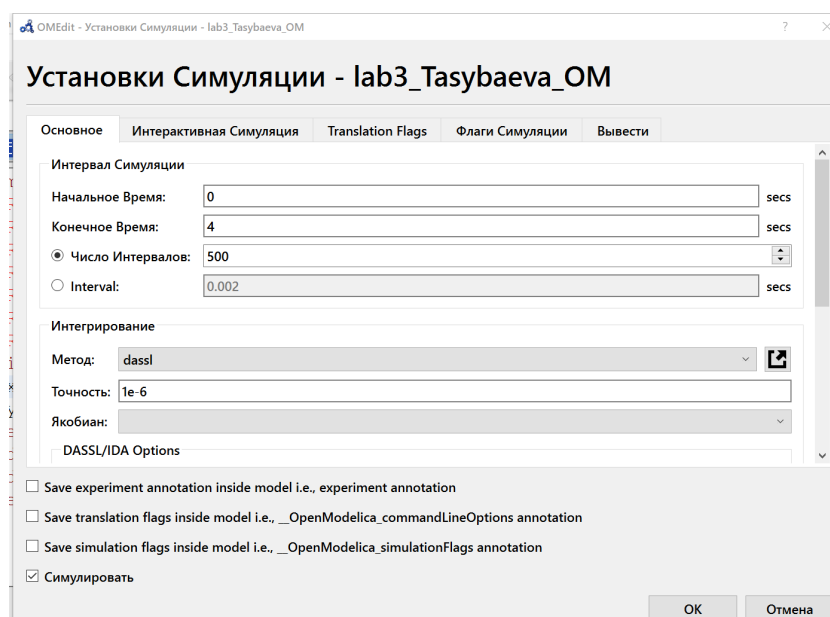 OMEdit - Установки Симуляции - lab3_Tasybaeva_OM
Установки Симуляции - lab3_Tasybaeva_OM
Основное Интерактивная Симуляция Translation Flags Флаги Симуляции Вывести
Интервал Симуляции
Начальное Время: 0 secs
Конечное Время: 4 secs
Число Интервалов: 500
Interval: 0.002 secs
Интегрирование
Метод: dassl
Точность: 1e-6
Якобиан:
DASSL/IDA Options
Save experiment annotation inside model i.e., experiment annotation
Save translation flags inside model i.e., __OpenModelica_commandLineOptions annotation
Save simulation flags inside model i.e., __OpenModelica_simulationFlags annotation
Симулировать
ОК Отмена